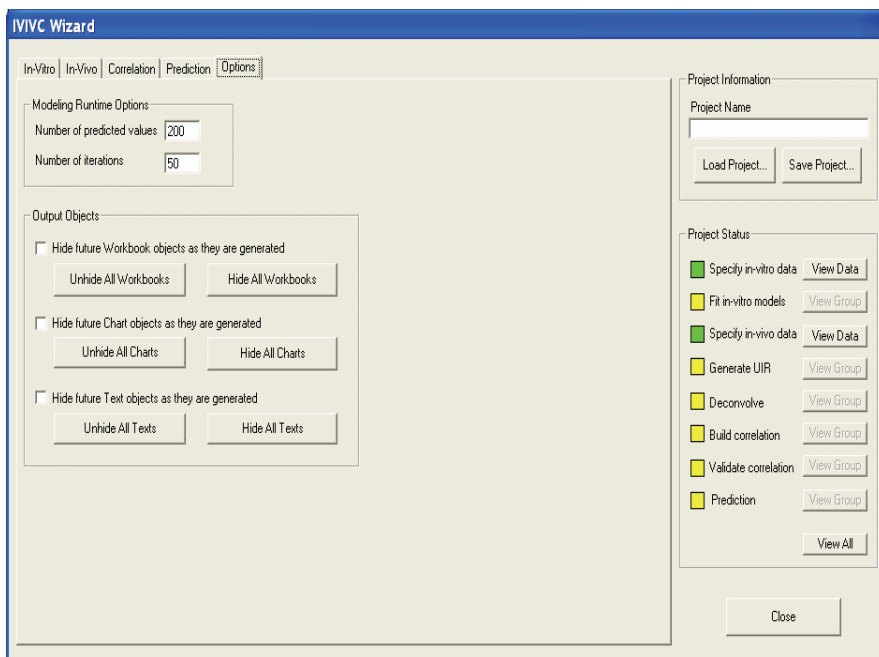 IVIVC Wizard
In-Vitro In-Vivo Correlation Prediction Options
Modeling Runtime Options
Number of predicted values 200
Number of iterations 50
Output Objects
Hide future Workbook objects as they are generated
Unhide All Workbooks Hide All Workbooks
Hide future Chart objects as they are generated
Unhide All Charts Hide All Charts
Hide future Text objects as they are generated
Unhide All Texts Hide All Texts
Project Information
Project Name
Load Project... Save Project...
Project Status
Specify in-vitro data View Data
Fit in-vitro models View Group
Specify in-vivo data View Data
Generate UIR View Group
Deconvolve View Group
Build correlation View Group
Validate correlation View Group
Prediction View Group
View All
Close